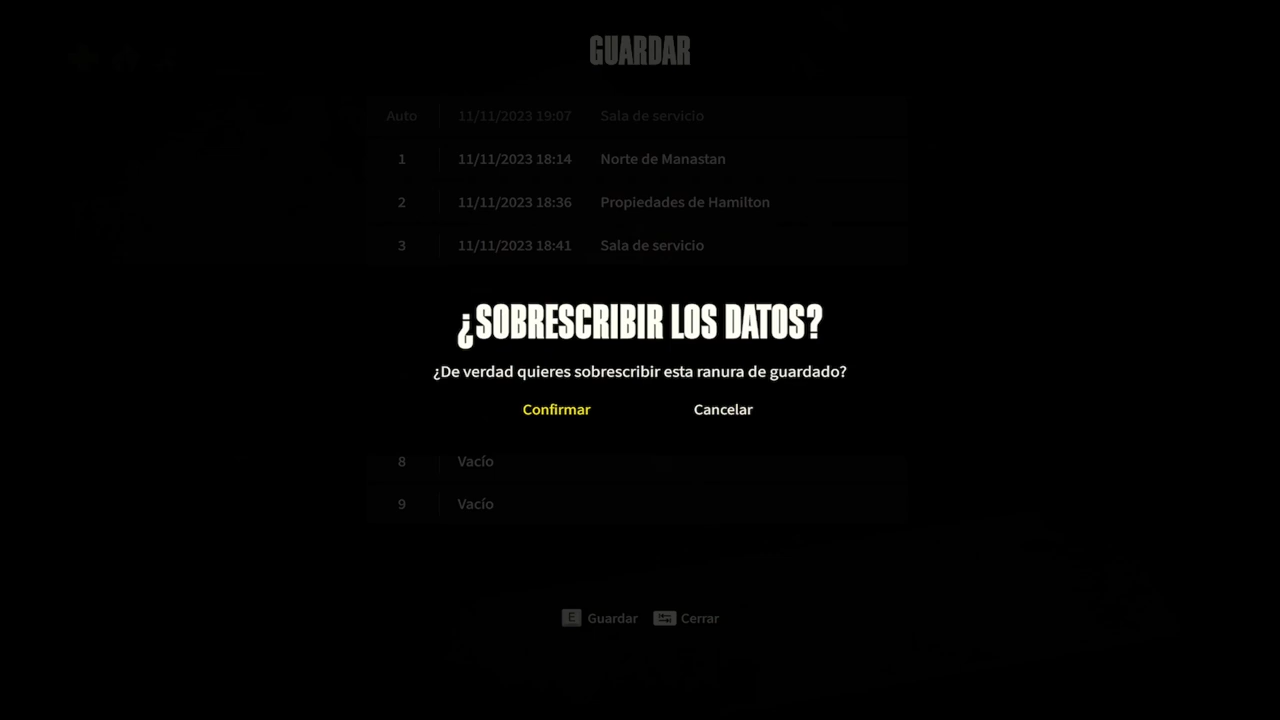 GUARDAR
Auto 11/11/2023 19:07 Sala de servicio
1 11/11/2023 18:14 Norte de Manastan
2 11/11/2023 18:36 Propiedades de Hamilton
3 11/11/2023 18:41 Sala de servicio
¿SOBRESCRIBIR LOS DATOS?
¿De verdad quieres sobrescribir esta ranura de guardado?
Confirmar Cancelar
8 Vacío
9 Vacío
E Guardar Cerrar